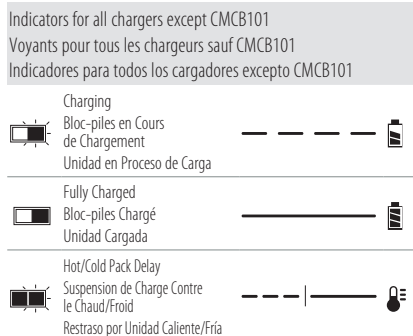 Indicators for all chargers except CMCB101
Voyants pour tous les chargeurs sauf CMCB101
Indicadores para todos los cargadores excepto CMCB101
Charging
Bloc-piles en Cours
de Chargement
Unidad en Proceso de Carga
Fully Charged
Bloc-piles Chargé
Unidad Cargada
Hot/Cold Pack Delay
Suspension de Charge Contre
le Chaud/Froid
Restraso por Unidad Caliente/Fría